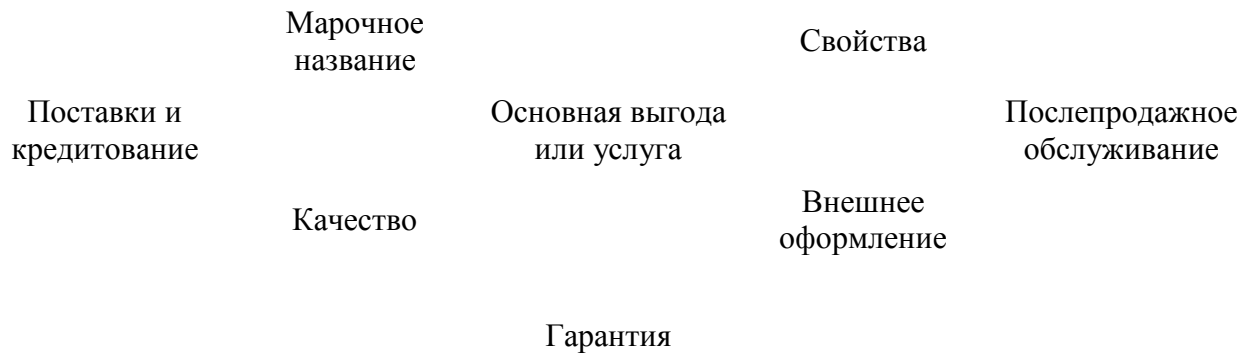 Марочное
название
Свойства
Поставки и
кредитование
Основная выгода
или услуга
Послепродажное
обслуживание
Качество
Внешнее
оформление
Гарантия